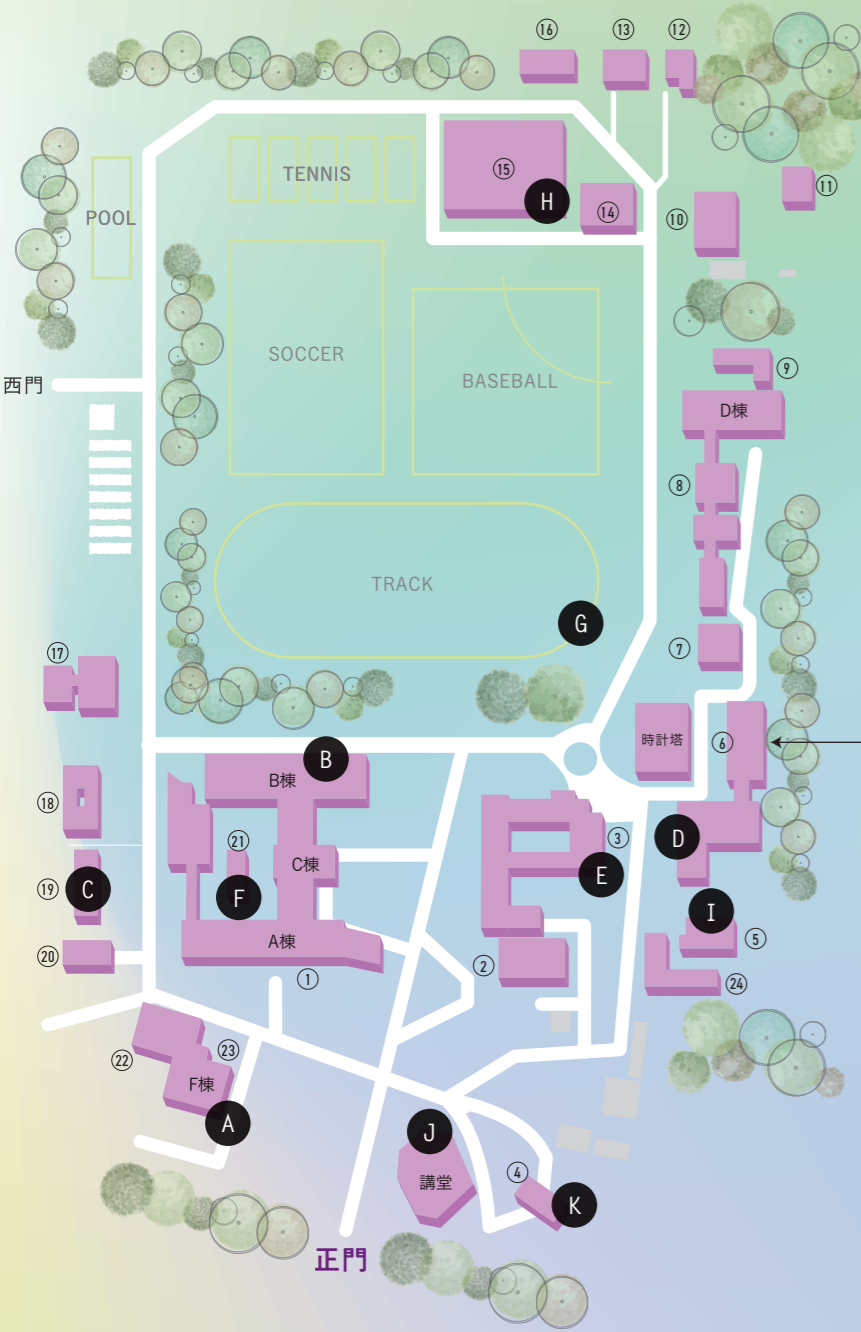 ⑯
⑬
⑫
TENNIS
⑮
⑪
H
⑭
POOL
⑩
SOCCER
BASEBALL
西門
⑨
D棟
⑧
TRACK
G
⑦
⑰
時計塔
⑥
B
B棟
⑱
㉑
③
D
C棟
⑲
C
F
E
I
A棟
⑤
⑳
①
②
㉔
㉓
㉒
F棟
A
J
④
講堂
K
正門